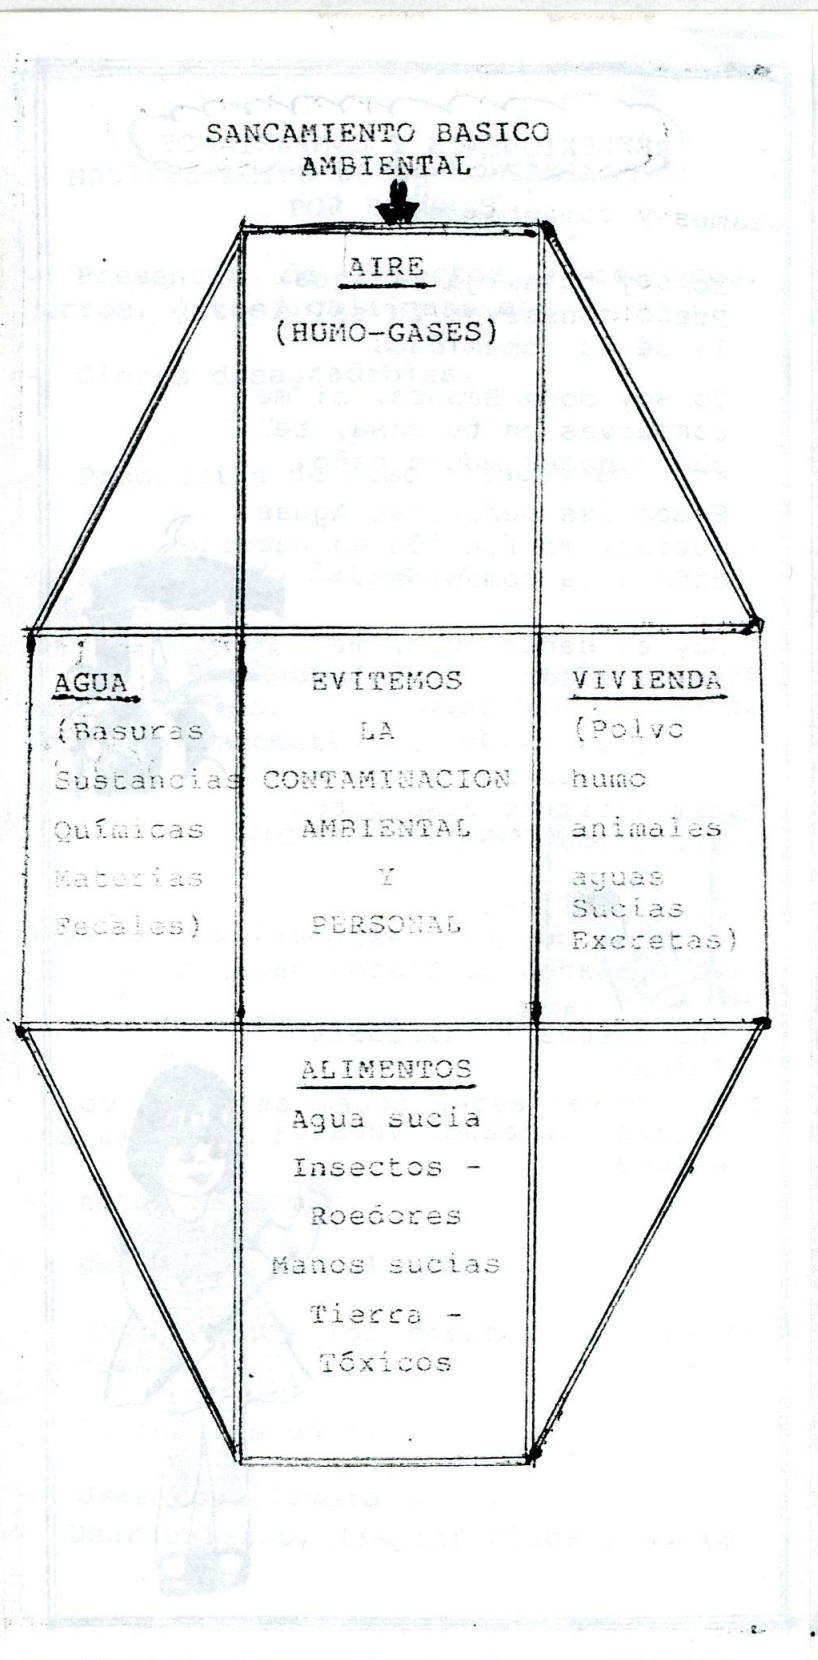 SANCAMIENTO BASICO
AMBIENTAL
AIRE
(HUMO-GASES)
AGUA
(Basuras
Sustancias
Químicas
Materias
Fecales)
EVITEMOS
LA
CONTAMINACION
AMBIENTAL
Y
PERSONAL
VIVIENDA
(Polvo
humo
animales
aguas
Sucias
Excretas)
ALIMENTOS
Agua sucia
Insectos -
Roedores
Manos sucias
Tierra -
Tóxicos